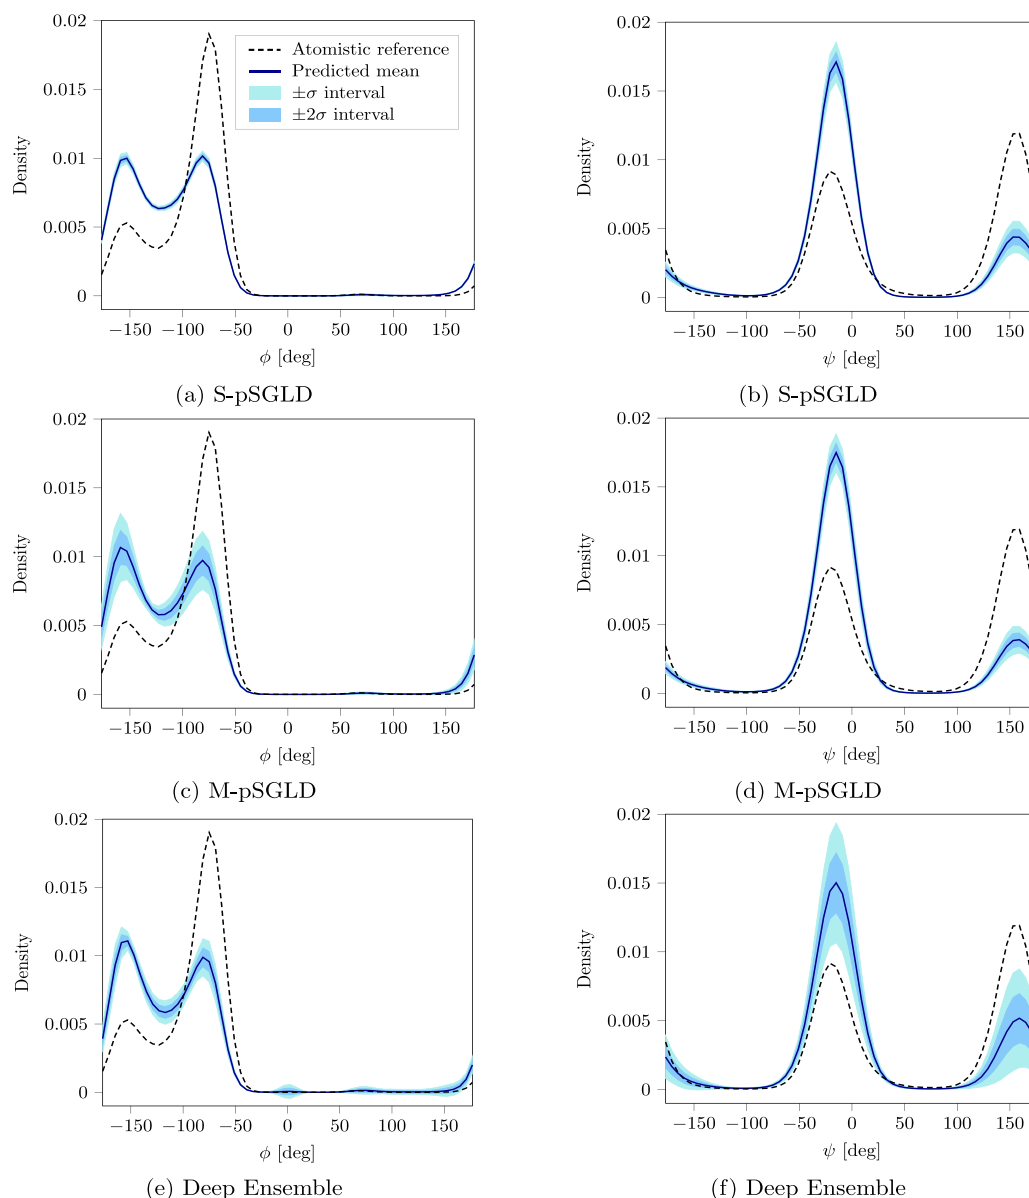 0.02
0.015
0.01
0.005
0
Density
Atomistic reference
Predicted mean
±σ interval
±2σ interval
−150 −100 −50 0 50 100 150
ϕ [deg]
(a) S-pSGLD
0.02
0.015
0.01
0.005
0
Density
−150 −100 −50 0 50 100 150
ψ [deg]
(b) S-pSGLD
0.02
0.015
0.01
0.005
0
Density
−150 −100 −50 0 50 100 150
ϕ [deg]
(c) M-pSGLD
0.02
0.015
0.01
0.005
0
Density
−150 −100 −50 0 50 100 150
ψ [deg]
(d) M-pSGLD
0.02
0.015
0.01
0.005
0
Density
−150 −100 −50 0 50 100 150
ϕ [deg]
(e) Deep Ensemble
0.02
0.015
0.01
0.005
0
Density
−150 −100 −50 0 50 100 150
ψ [deg]
(f) Deep Ensemble